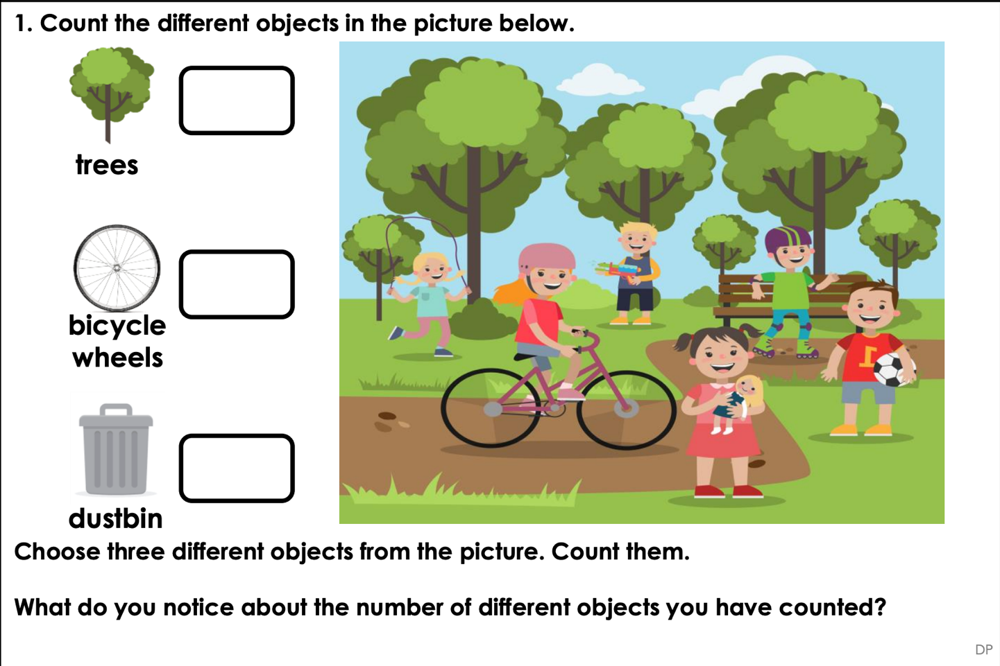 1. Count the different objects in the picture below.
trees
bicycle
wheels
dustbin
1
Choose three different objects from the picture. Count them.
What do you notice about the number of different objects you have counted?
DP